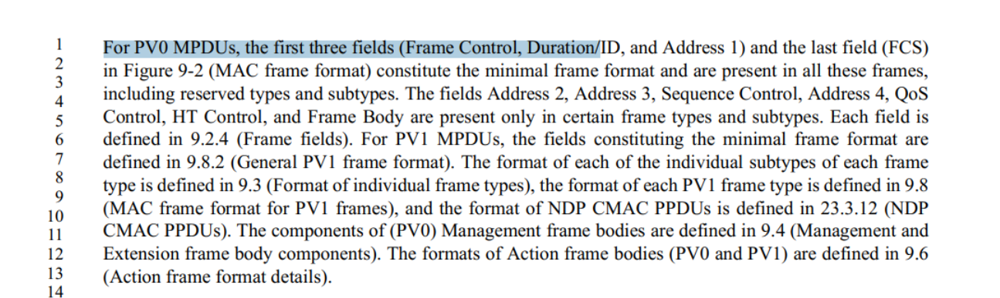 1 For PV0 MPDUs, the first three fields (Frame Control, Duration/ID, and Address 1) and the last field (FCS)
2 in Figure 9-2 (MAC frame format) constitute the minimal frame format and are present in all these frames,
3
4 including reserved types and subtypes. The fields Address 2, Address 3, Sequence Control, Address 4, QoS
5 Control, HT Control, and Frame Body are present only in certain frame types and subtypes. Each field is
6 defined in 9.2.4 (Frame fields). For PV1 MPDUs, the fields constituting the minimal frame format are
7 defined in 9.8.2 (General PV1 frame format). The format of each of the individual subtypes of each frame
8
9 type is defined in 9.3 (Format of individual frame types), the format of each PV1 frame type is defined in 9.8
10 (MAC frame format for PV1 frames), and the format of NDP CMAC PPDUs is defined in 23.3.12 (NDP
11 CMAC PPDUs). The components of (PV0) Management frame bodies are defined in 9.4 (Management and
12 Extension frame body components). The formats of Action frame bodies (PV0 and PV1) are defined in 9.6
13 (Action frame format details).
14